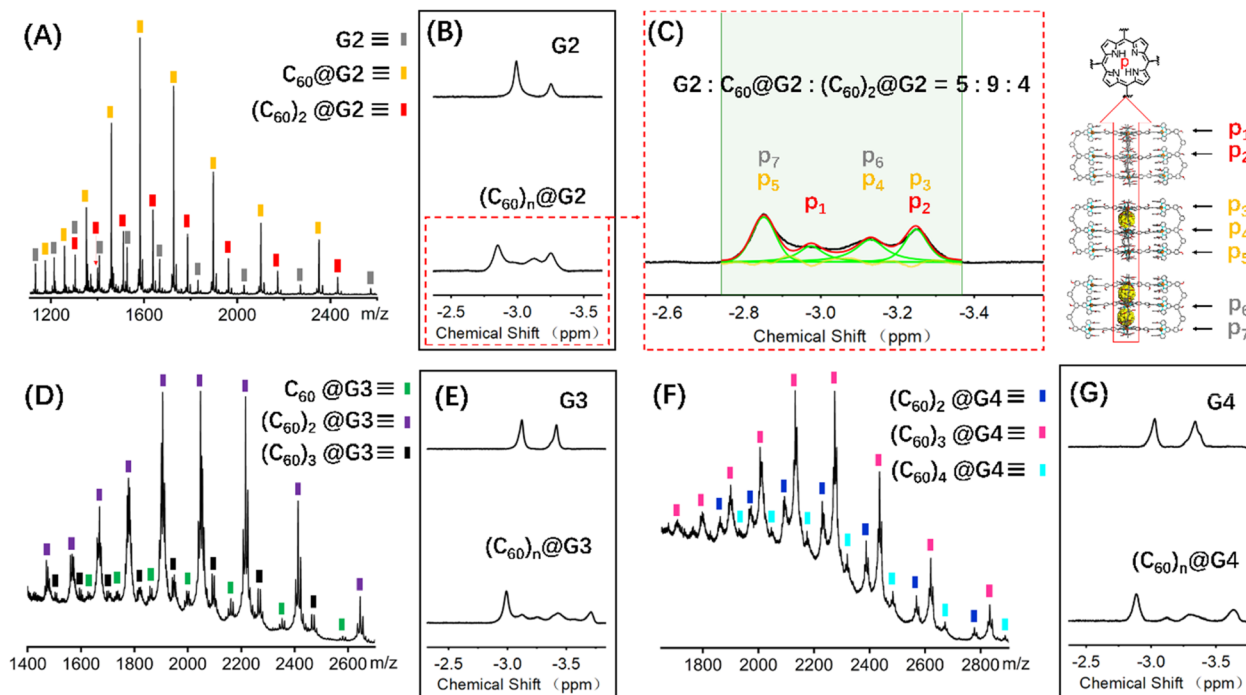 (A)
G2 ≡
C60@G2 ≡
(C60)2 @G2 ≡
1200 1600 2000 2400 m/z
(B)
G2
(C60)n@G2
-2.5 -3.0 -3.5
Chemical Shift (ppm)
(C)
G2 : C60@G2 : (C60)2@G2 = 5 : 9 : 4
p7 p6
p5 p4 p3
p1 p2
-2.6 -2.8 -3.0 -3.2 -3.4
Chemical Shift (ppm)
NH N
p
N HN
p1
p2
p3
p4
p5
p6
p7
(D)
C60 @G3≡
(C60)2 @G3≡
(C60)3 @G3≡
1400 1600 1800 2000 2200 2400 2600 m/z
(E)
G3
(C60)n@G3
-2.5 -3.0 -3.5
Chemical Shift (ppm)
(F)
(C60)2 @G4≡
(C60)3 @G4≡
(C60)4 @G4≡
1800 2000 2200 2400 2600 2800 m/z
(G)
G4
(C60)n@G4
-2.5 -3.0 -3.5
Chemical Shift (ppm)